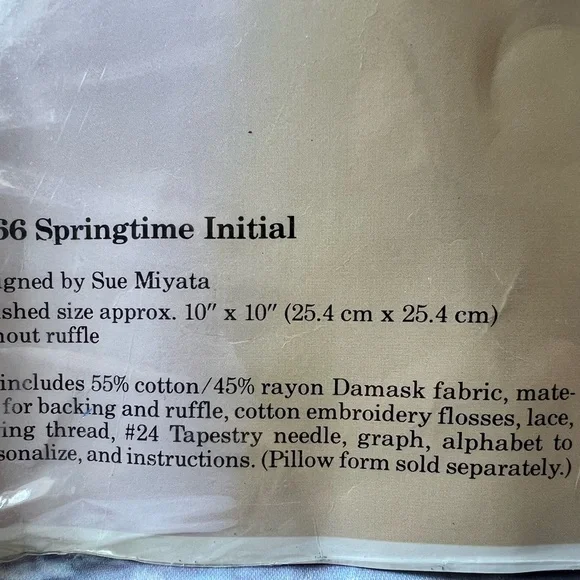 66 Springtime Initial
igned by Sue Miyata
ished size approx. 10" x 10" (25.4 cm x 25.4 cm)
hout ruffle
includes 55% cotton/45% rayon Damask fabric, mate-
for backing and ruffle, cotton embroidery flosses, lace,
ing thread, #24 Tapestry needle, graph, alphabet to
sonalize, and instructions. (Pillow form sold separately.)